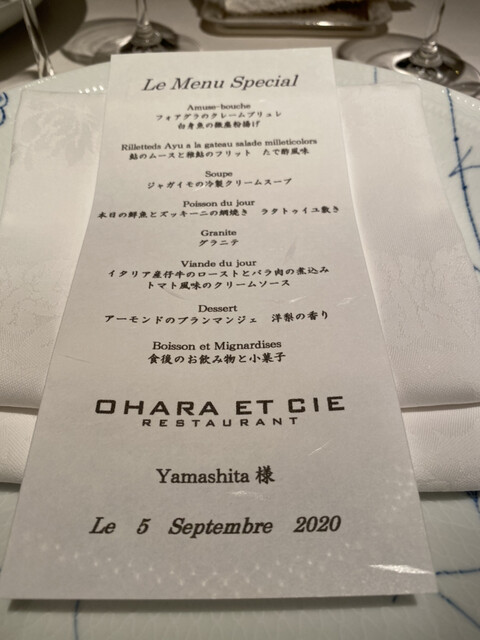 Le Menu Special
Amuse-bouche
フォアグラのクレームブリュレ
白身魚の蕎麦粉揚げ
Rilletteds Ayu a la gateau salade milleticolors
鮎のムースと稚鮎のフリット　たで酢風味
Soupe
ジャガイモの冷製クリームスープ
Poisson du jour
本日の鮮魚とズッキーニの網焼き　ラタトゥイユ敷き
Granite
グラニテ
Viande du jour
イタリア産仔牛のローストとバラ肉の煮込み
トマト風味のクリームソース
Dessert
アーモンドのブランマンジェ　洋梨の香り
Boisson et Mignardises
食後のお飲み物と小菓子
OHARA ET CIE
RESTAURANT
Yamashita 様
Le 5 Septembre 2020